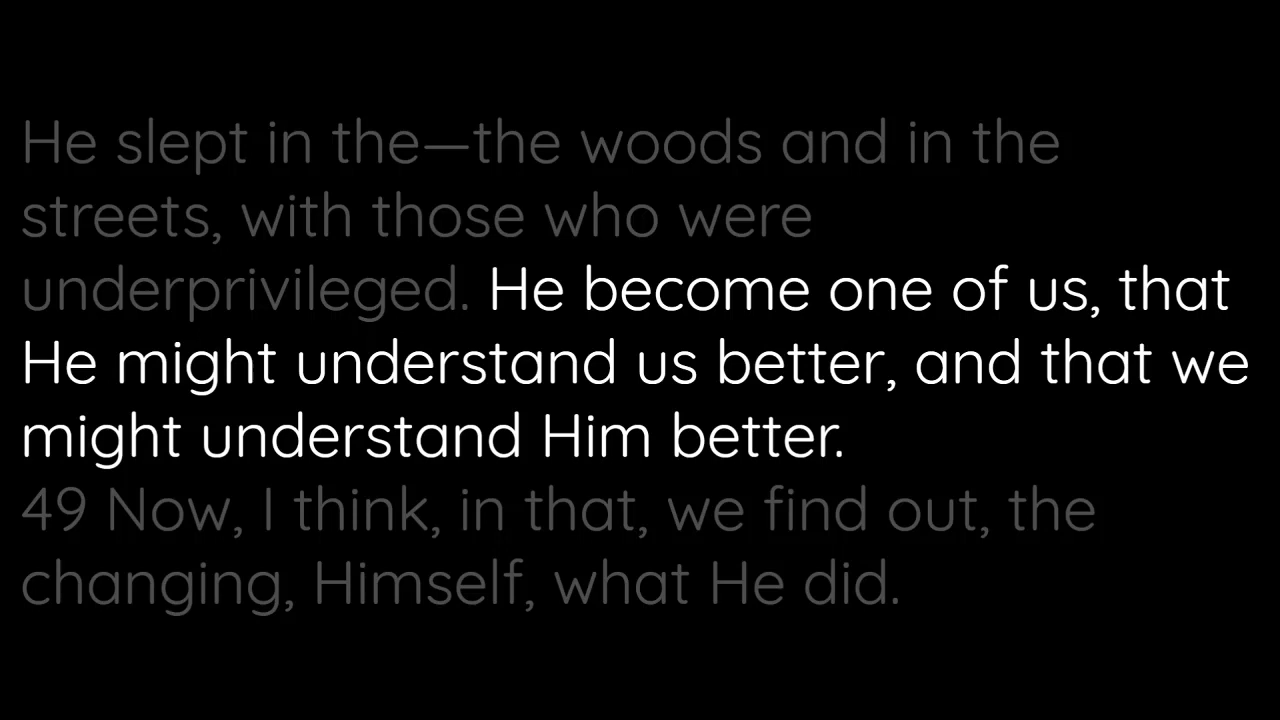 He slept in the—the woods and in the
streets, with those who were
underprivileged. He become one of us, that
He might understand us better, and that we
might understand Him better.
49 Now, I think, in that, we find out, the
changing, Himself, what He did.